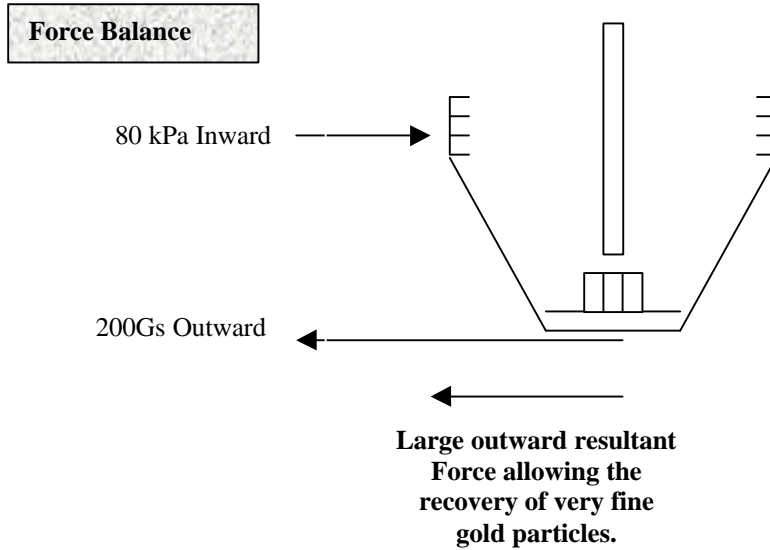 Force Balance
80 kPa Inward
200Gs Outward
Large outward resultant
Force allowing the
recovery of very fine
gold particles.